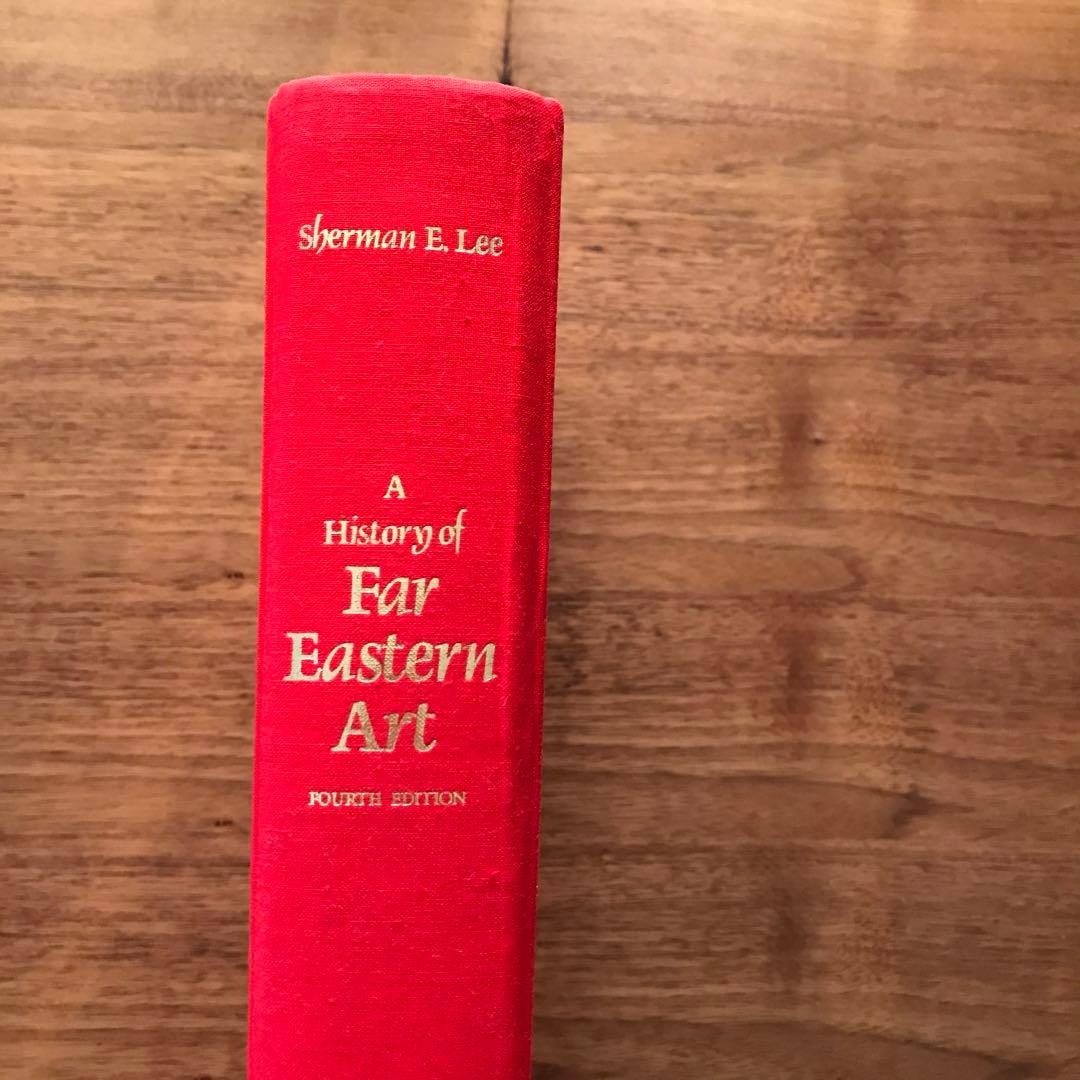 Sherman E. Lee
A
History of
Far
Eastern
Art
FOURTH EDITION